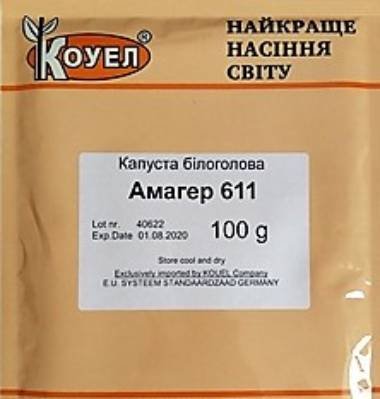 КОУЕЛ®
НАЙКРАЩЕ
НАСІННЯ
СВІТУ
Капуста білоголова
Амагер 611
Lot nr. 40622
Exp.Date 01.08.2020 100 g
Store cool and dry
Exclusively imported by KOUEL Company
E.U. SYSTEEM STANDAARDZAAD GERMANY